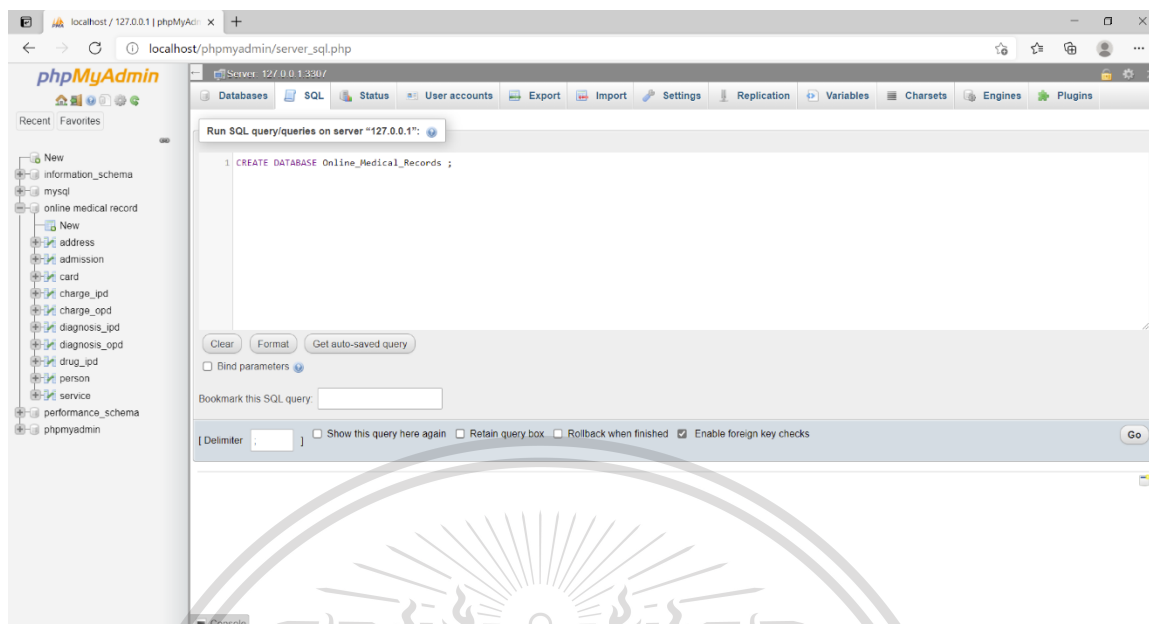 localhost / 127.0.0.1 | phpMyAdn
localhost/phpmyadmin/server_sql.php
phpMyAdmin
Recent Favorites
New
information_schema
mysql
online medical record
New
address
admission
card
charge_ipd
charge_opd
diagnosis_ipd
diagnosis_opd
drug_ipd
person
service
performance_schema
phpmyadmin
Server: 127.0.0.1:3307
Databases SQL Status User accounts Export Import Settings Replication Variables Charsets Engines Plugins
Run SQL query/queries on server “127.0.0.1”:
1 CREATE DATABASE Online_Medical_Records ;
Clear Format Get auto-saved query
Bind parameters
Bookmark this SQL query:
[ Delimiter ; ] Show this query here again Retain query box Rollback when finished Enable foreign key checks Go
Console